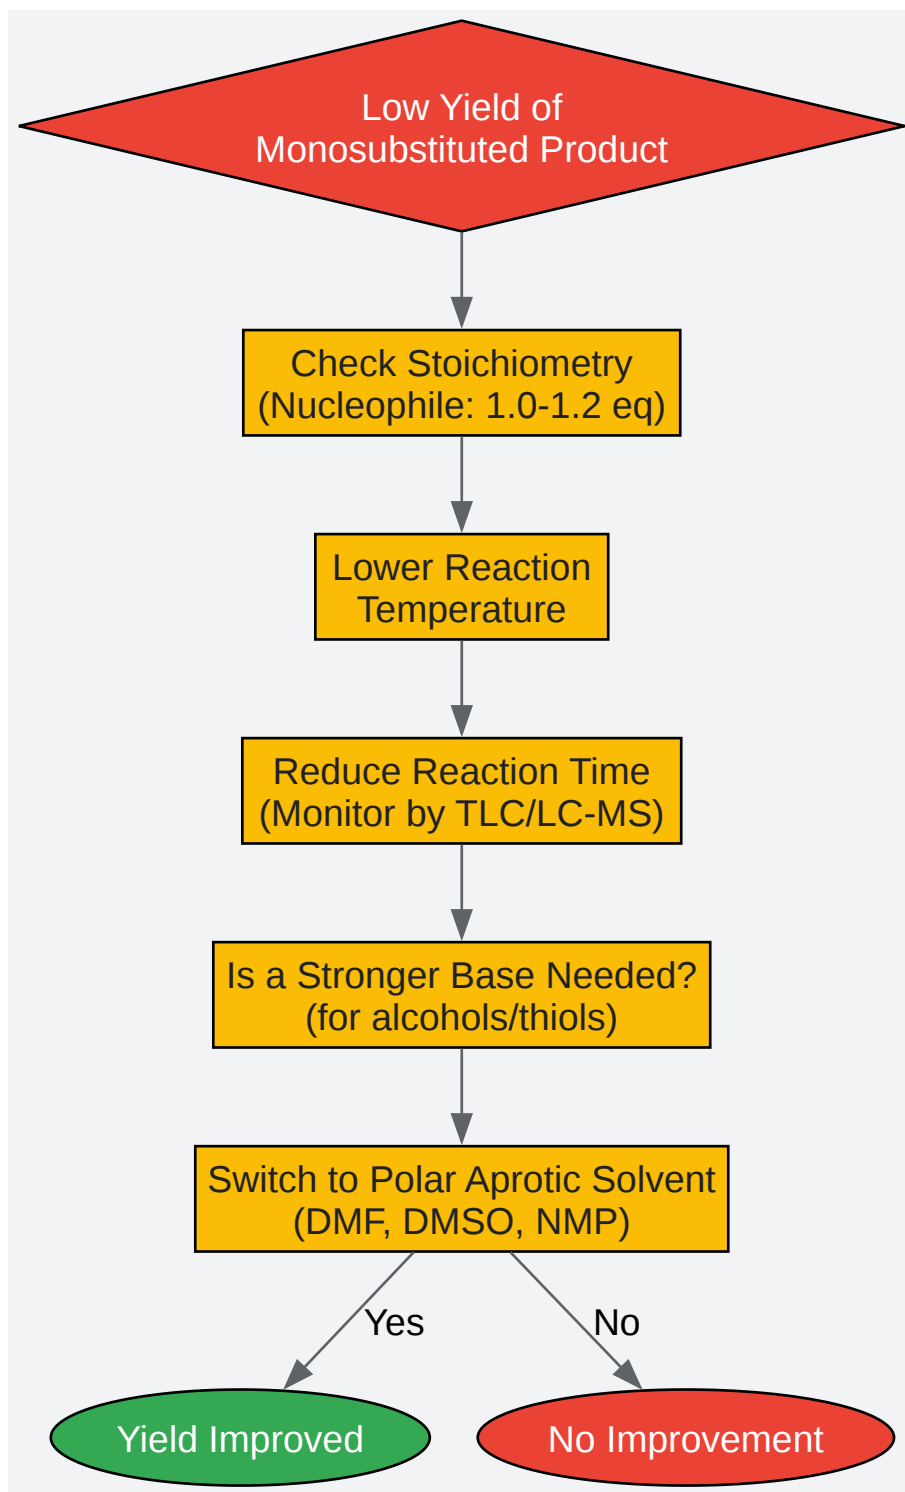 Low Yield of
Monosubstituted Product
Check Stoichiometry
(Nucleophile: 1.0-1.2 eq)
Lower Reaction
Temperature
Reduce Reaction Time
(Monitor by TLC/LC-MS)
Is a Stronger Base Needed?
(for alcohols/thiols)
Switch to Polar Aprotic Solvent
(DMF, DMSO, NMP)
Yes
No
Yield Improved
No Improvement